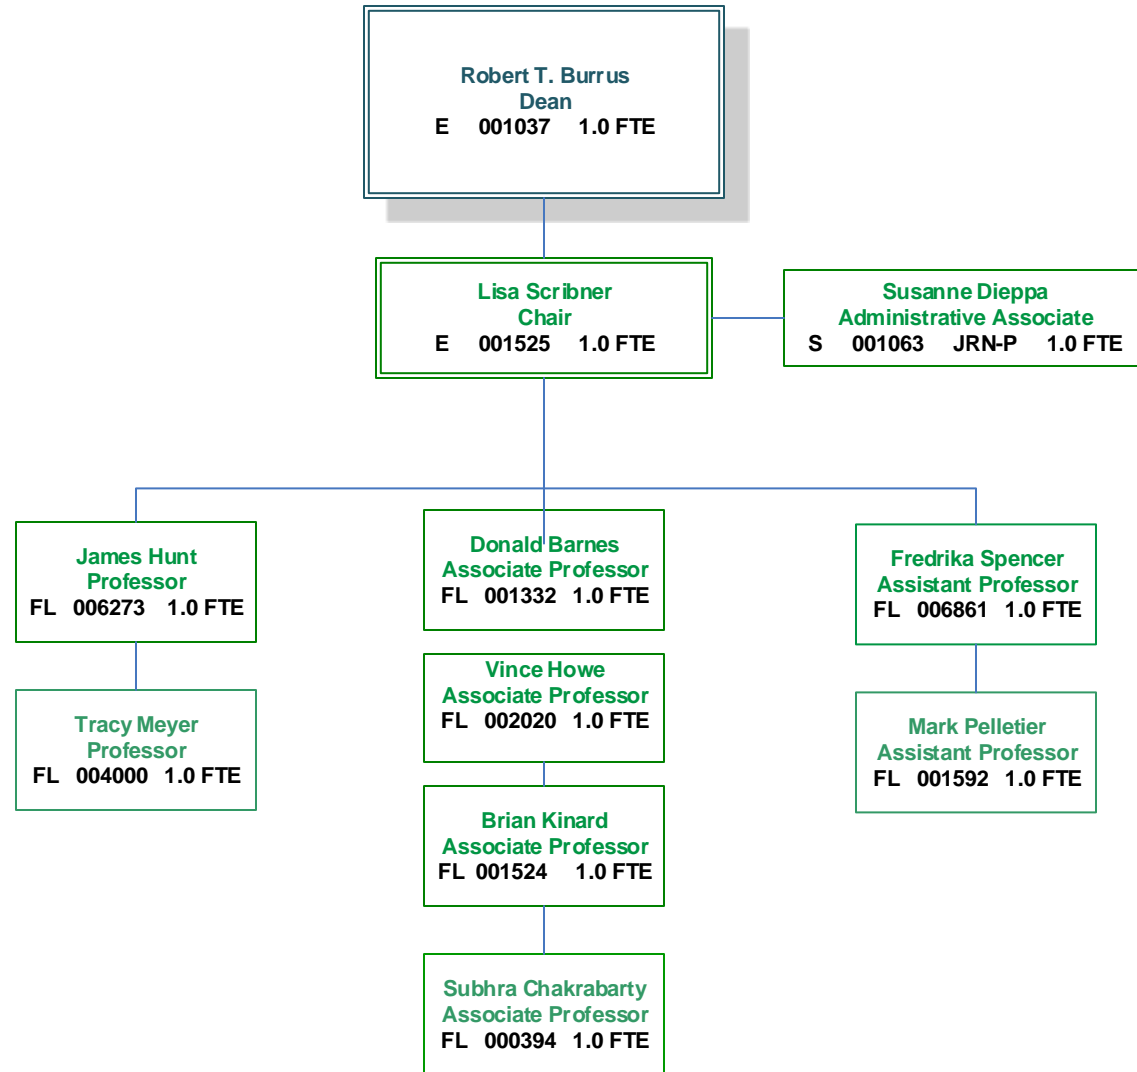 Robert T. Burrus
Dean
E 001037 1.0 FTE
Lisa Scribner
Chair
E 001525 1.0 FTE
Susanne Dieppa
Administrative Associate
S 001063 JRN-P 1.0 FTE
James Hunt
Professor
FL 006273 1.0 FTE
Tracy Meyer
Professor
FL 004000 1.0 FTE
Donald Barnes
Associate Professor
FL 001332 1.0 FTE
Vince Howe
Associate Professor
FL 002020 1.0 FTE
Brian Kinard
Associate Professor
FL 001524 1.0 FTE
Subhra Chakrabarty
Associate Professor
FL 000394 1.0 FTE
Fredrika Spencer
Assistant Professor
FL 006861 1.0 FTE
Mark Pelletier
Assistant Professor
FL 001592 1.0 FTE